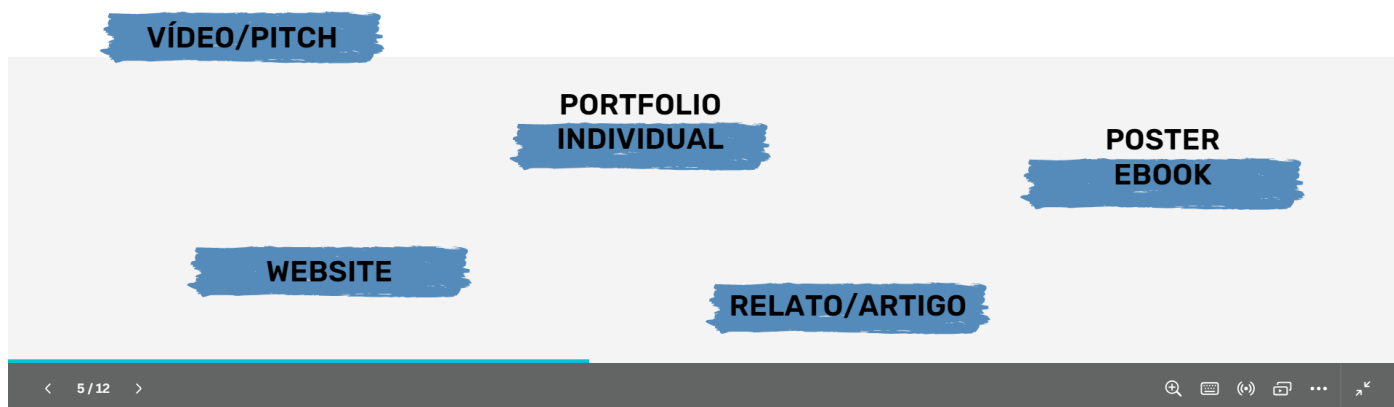 VÍDEO/PITCH
PORTFOLIO
INDIVIDUAL
POSTER
EBOOK
WEBSITE
RELATO/ARTIGO
5 / 12